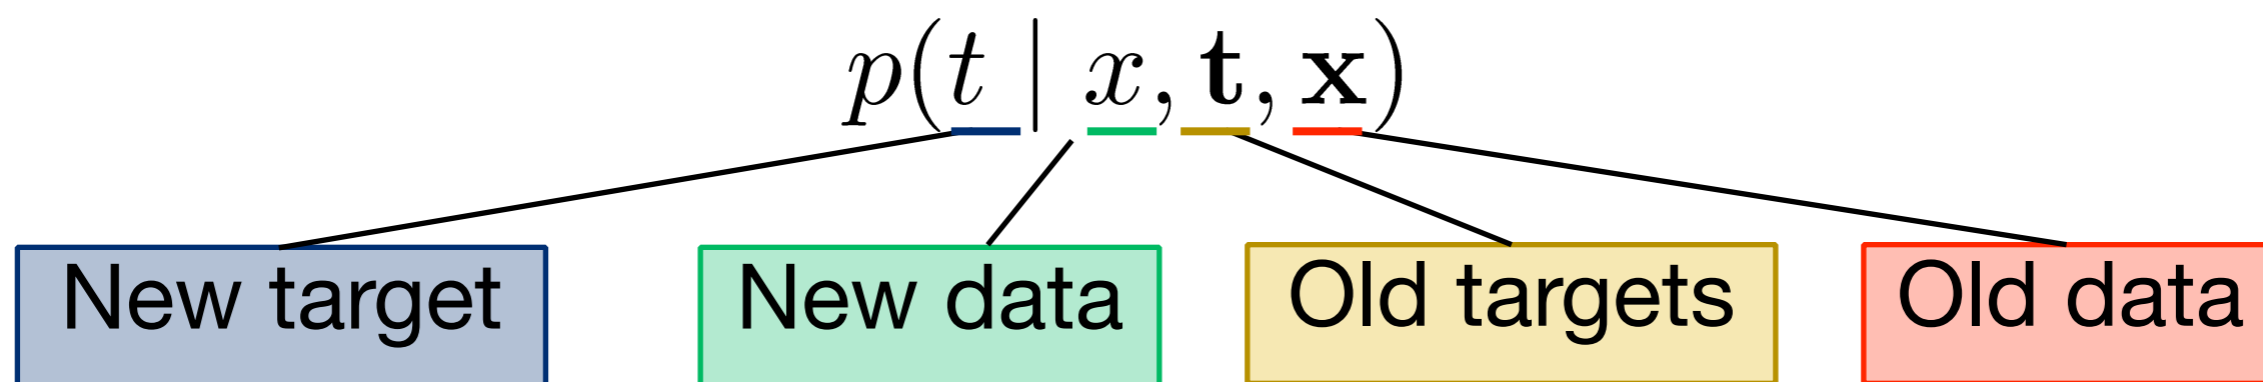 p(t | x, t, x)
New target New data Old targets Old data